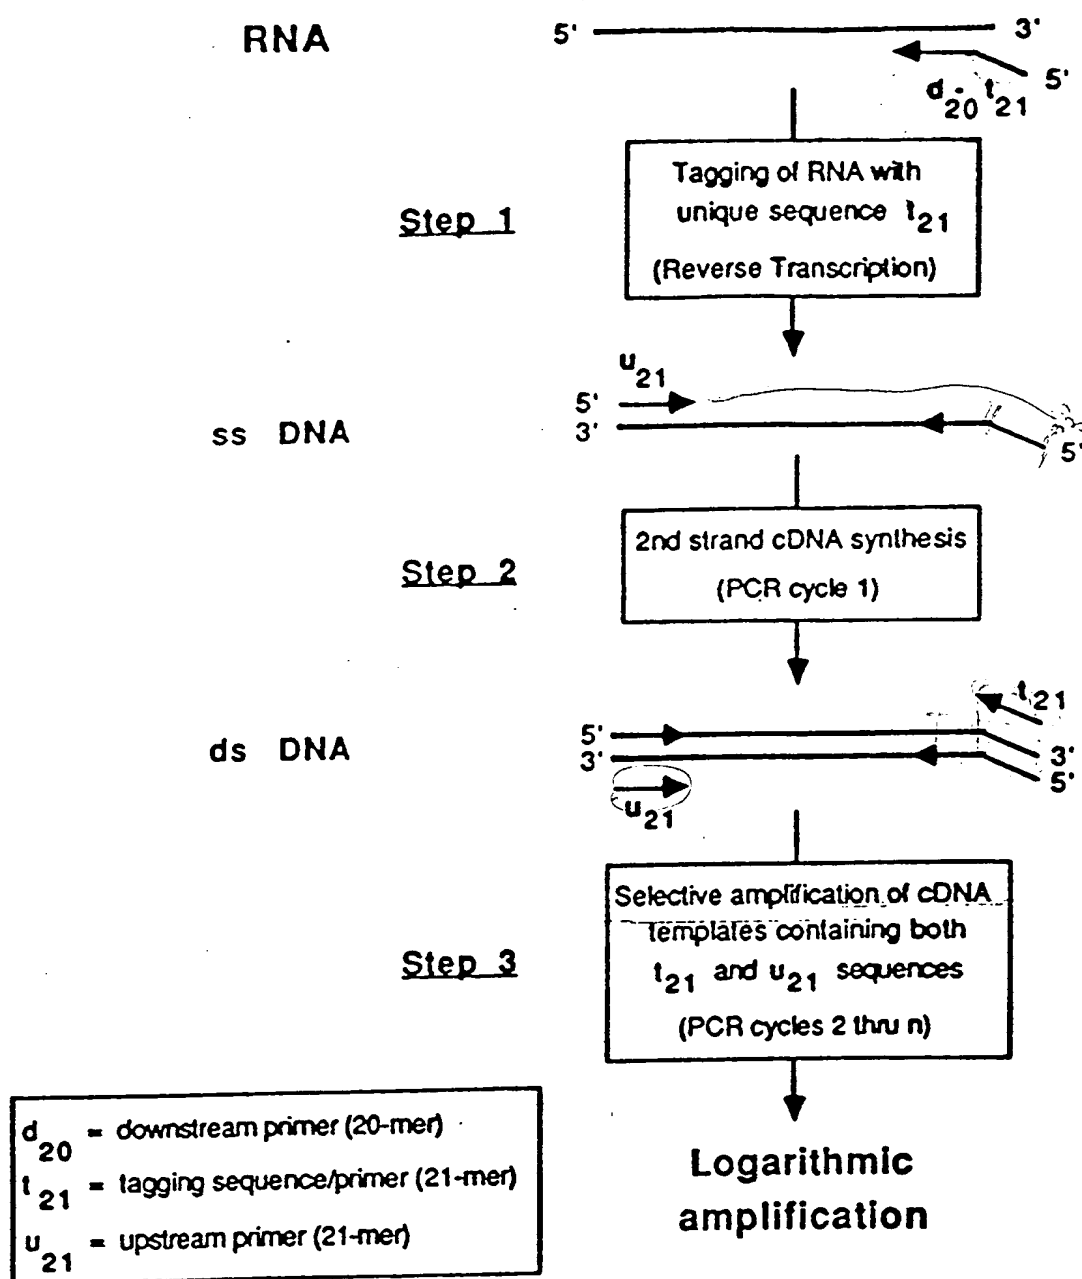 RNA
5' 3'
5'
d20- t21
Tagging of RNA with
unique sequence t21
(Reverse Transcription)
Step 1
u21
5'
3'
5'
ss DNA
2nd strand cDNA synthesis
(PCR cycle 1)
Step 2
t21
5'
3'
3'
5'
ds DNA
u21
Selective amplification of cDNA
templates containing both
t21 and u21 sequences
(PCR cycles 2 thru n)
Step 3
d20 = downstream primer (20-mer)
t21 = tagging sequence/primer (21-mer)
u21 = upstream primer (21-mer)
Logarithmic
amplification